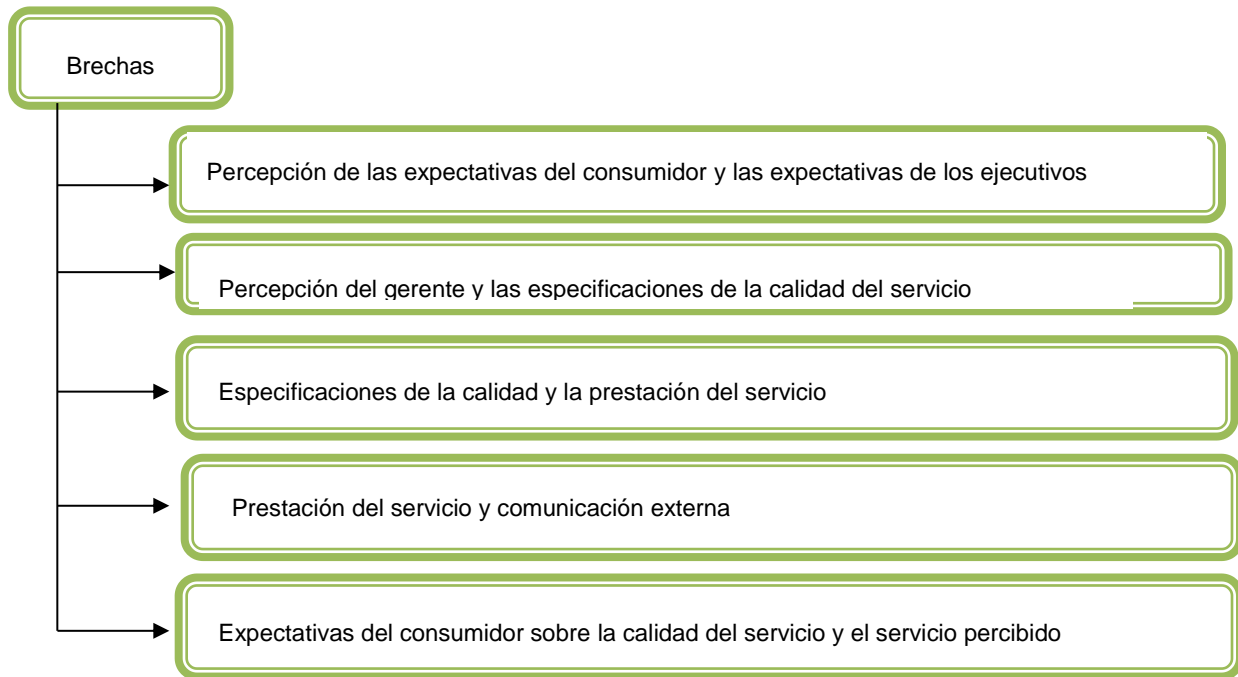 Brechas
Percepción de las expectativas del consumidor y las expectativas de los ejecutivos
Percepción del gerente y las especificaciones de la calidad del servicio
Especificaciones de la calidad y la prestación del servicio
Prestación del servicio y comunicación externa
Expectativas del consumidor sobre la calidad del servicio y el servicio percibido